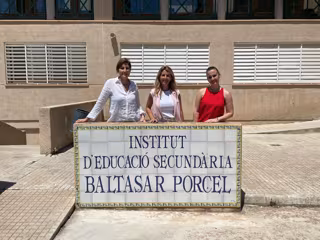 INSTITUT
D'EDUCACIÓ SECUNDÀRIA
BALTASAR PORCEL